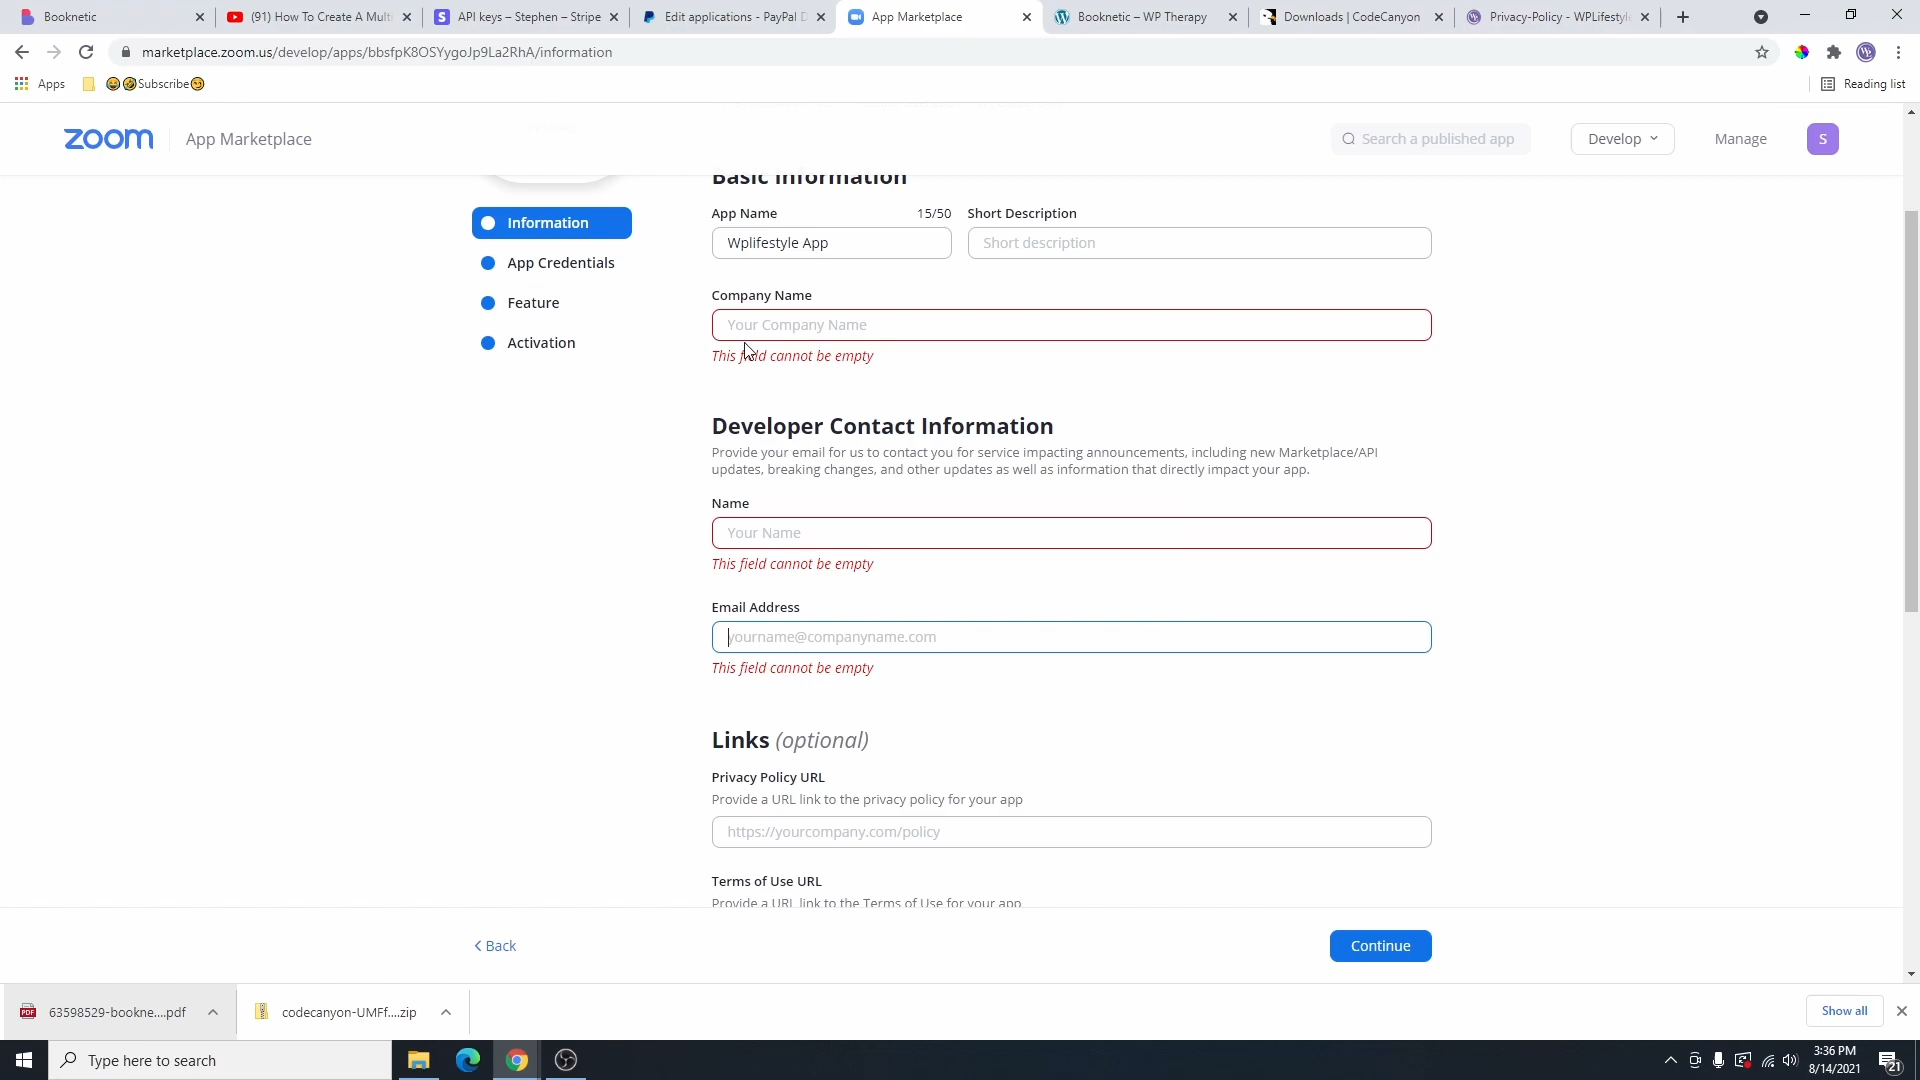 Booknetic
(91) How To Create A Multi
API keys – Stephen – Stripe
Edit applications - PayPal D
App Marketplace
Booknetic – WP Therapy
Downloads | CodeCanyon
Privacy-Policy - WPLifestyl
marketplace.zoom.us/develop/apps/bbsfpK8OSYygoJp9La2RhA/information
Apps
Subscribe
Reading list
zoom
App Marketplace
Search a published app
Develop
Manage
S
Basic Information
Information
App Credentials
Feature
Activation
App Name
15/50
Short Description
Wplifestyle App
Short description
Company Name
Your Company Name
This field cannot be empty
Developer Contact Information
Provide your email for us to contact you for service impacting announcements, including new Marketplace/API
updates, breaking changes, and other updates as well as information that directly impact your app.
Name
Your Name
This field cannot be empty
Email Address
yourname@companyname.com
This field cannot be empty
Links (optional)
Privacy Policy URL
Provide a URL link to the privacy policy for your app
https://yourcompany.com/policy
Terms of Use URL
Provide a URL link to the Terms of Use for your app
< Back
Continue
63598529-bookne....pdf
codecanyon-UMFf....zip
Show all
Type here to search
3:36 PM
8/14/2021
21